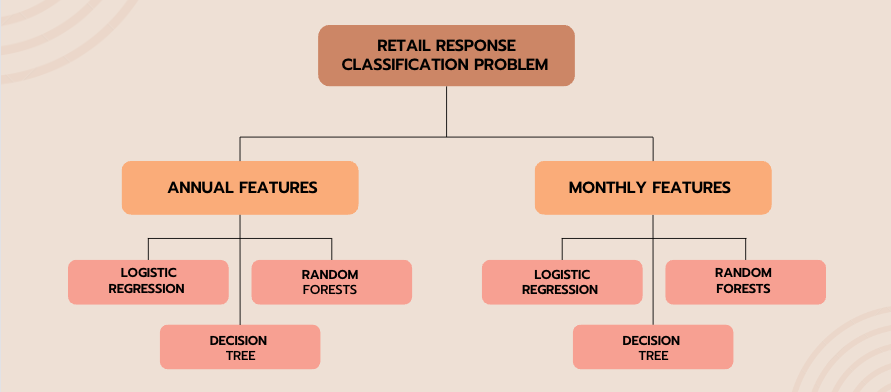 RETAIL RESPONSE
CLASSIFICATION PROBLEM
ANNUAL FEATURES
MONTHLY FEATURES
LOGISTIC
REGRESSION
RANDOM
FORESTS
DECISION
TREE
LOGISTIC
REGRESSION
RANDOM
FORESTS
DECISION
TREE